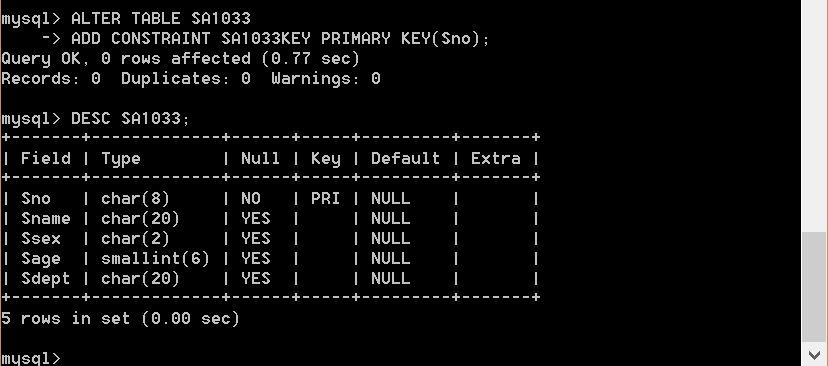 mysql> ALTER TABLE SA1033
    -> ADD CONSTRAINT SA1033KEY PRIMARY KEY(Sno);
Query OK, 0 rows affected (0.77 sec)
Records: 0  Duplicates: 0  Warnings: 0

mysql> DESC SA1033;
+-------+-------------+------+-----+---------+-------+
| Field | Type        | Null | Key | Default | Extra |
+-------+-------------+------+-----+---------+-------+
| Sno   | char(8)     | NO   | PRI | NULL    |       |
| Sname | char(20)    | YES  |     | NULL    |       |
| Ssex  | char(2)     | YES  |     | NULL    |       |
| Sage  | smallint(6) | YES  |     | NULL    |       |
| Sdept | char(20)    | YES  |     | NULL    |       |
+-------+-------------+------+-----+---------+-------+
5 rows in set (0.00 sec)

mysql>